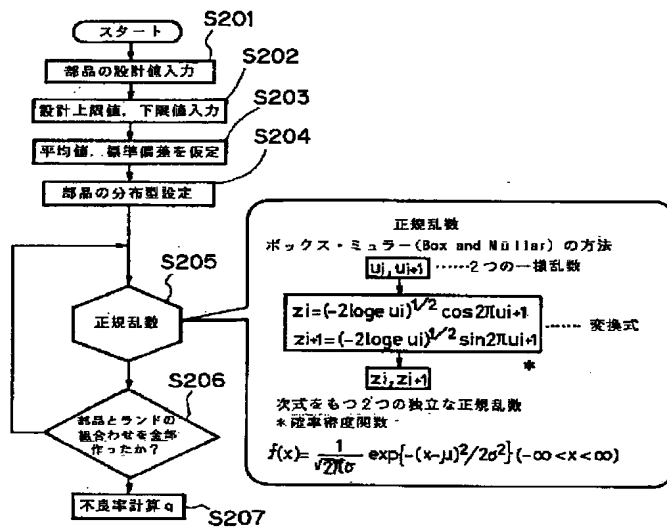 S201
スタート
S202
部品の設計値入力
S203
設計上限値，下限値入力
S204
平均値，標準偏差を仮定
部品の分布型設定
S205
正規乱数
S206
部品とランドの
組合わせを全部
作ったか？
不良率計算 q
S207
正規乱数
ボックス・ミュラー(Box and Müllar) の方法
ui, ui+1 ……2つの一様乱数
zi=(-2loge ui)^1/2 cos2πui+1
zi+1=(-2loge ui)^1/2 sin2πui+1 …… 変換式
*
zi, zi+1
次式をもつ2つの独立な正規乱数
*確率密度関数
f(x)= 1/√2πσ exp{-(x-μ)²/2σ²}(-∞<x<∞)